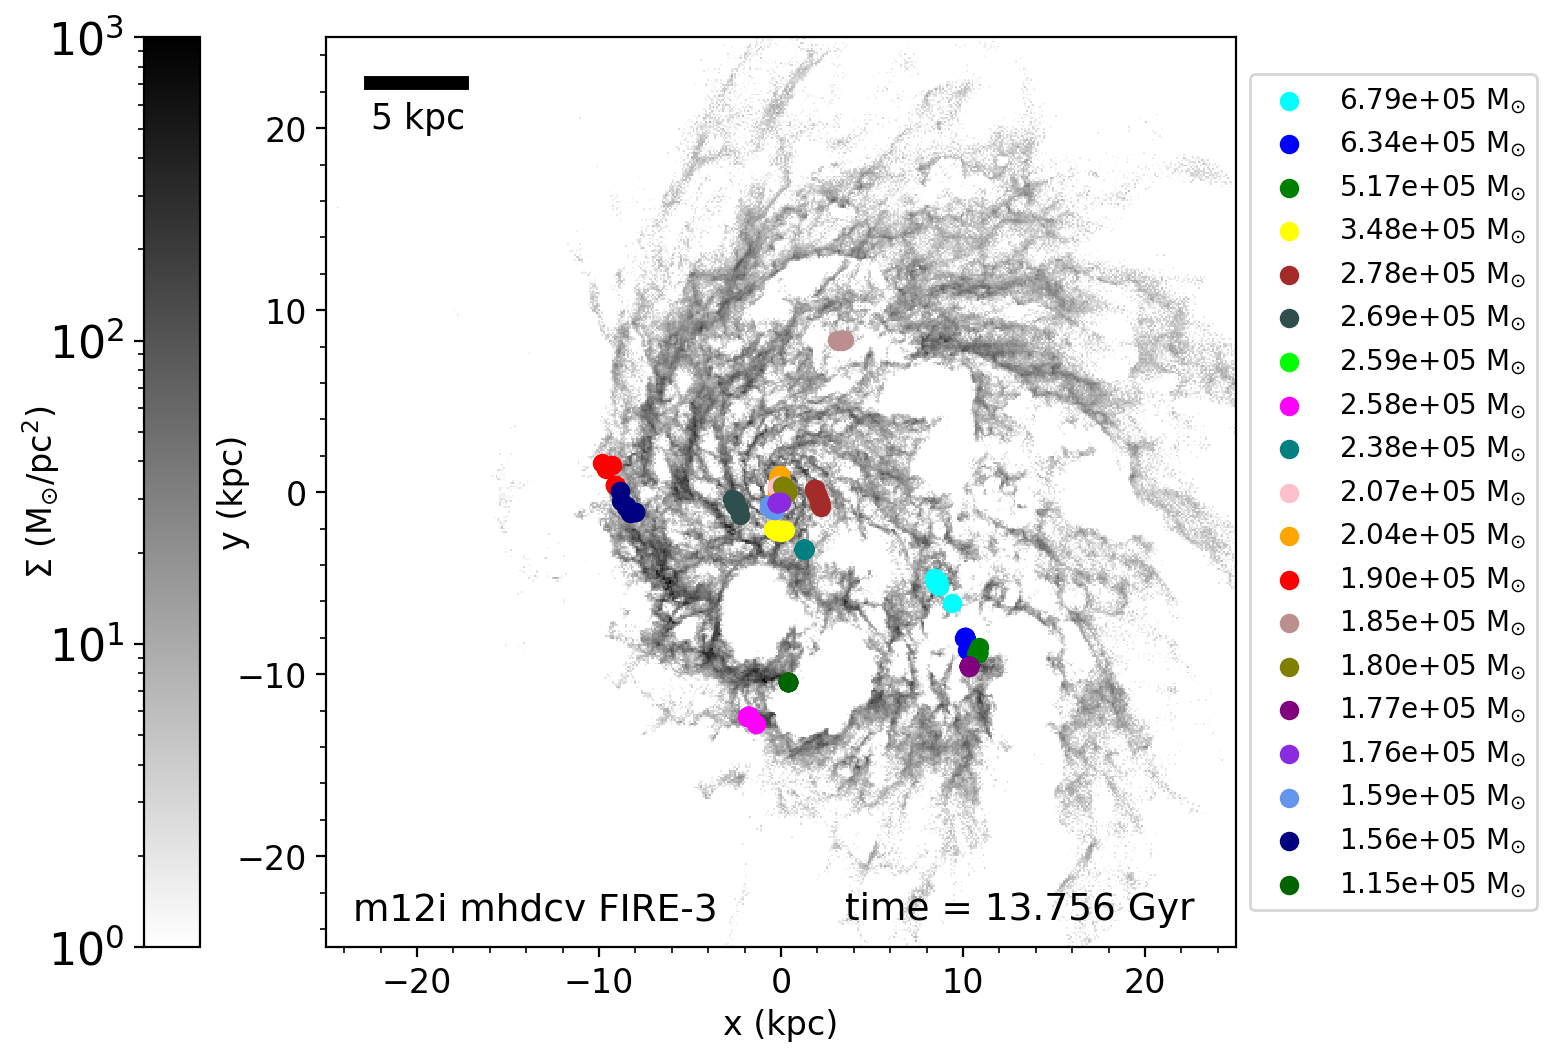 10³
10²
10¹
10⁰
Σ (M⊙/pc²)
y (kpc)
20
10
0
−10
−20
5 kpc
m12i mhdcv FIRE-3
time = 13.756 Gyr
−20
−10
0
10
20
x (kpc)
6.79e+05 M⊙
6.34e+05 M⊙
5.17e+05 M⊙
3.48e+05 M⊙
2.78e+05 M⊙
2.69e+05 M⊙
2.59e+05 M⊙
2.58e+05 M⊙
2.38e+05 M⊙
2.07e+05 M⊙
2.04e+05 M⊙
1.90e+05 M⊙
1.85e+05 M⊙
1.80e+05 M⊙
1.77e+05 M⊙
1.76e+05 M⊙
1.59e+05 M⊙
1.56e+05 M⊙
1.15e+05 M⊙